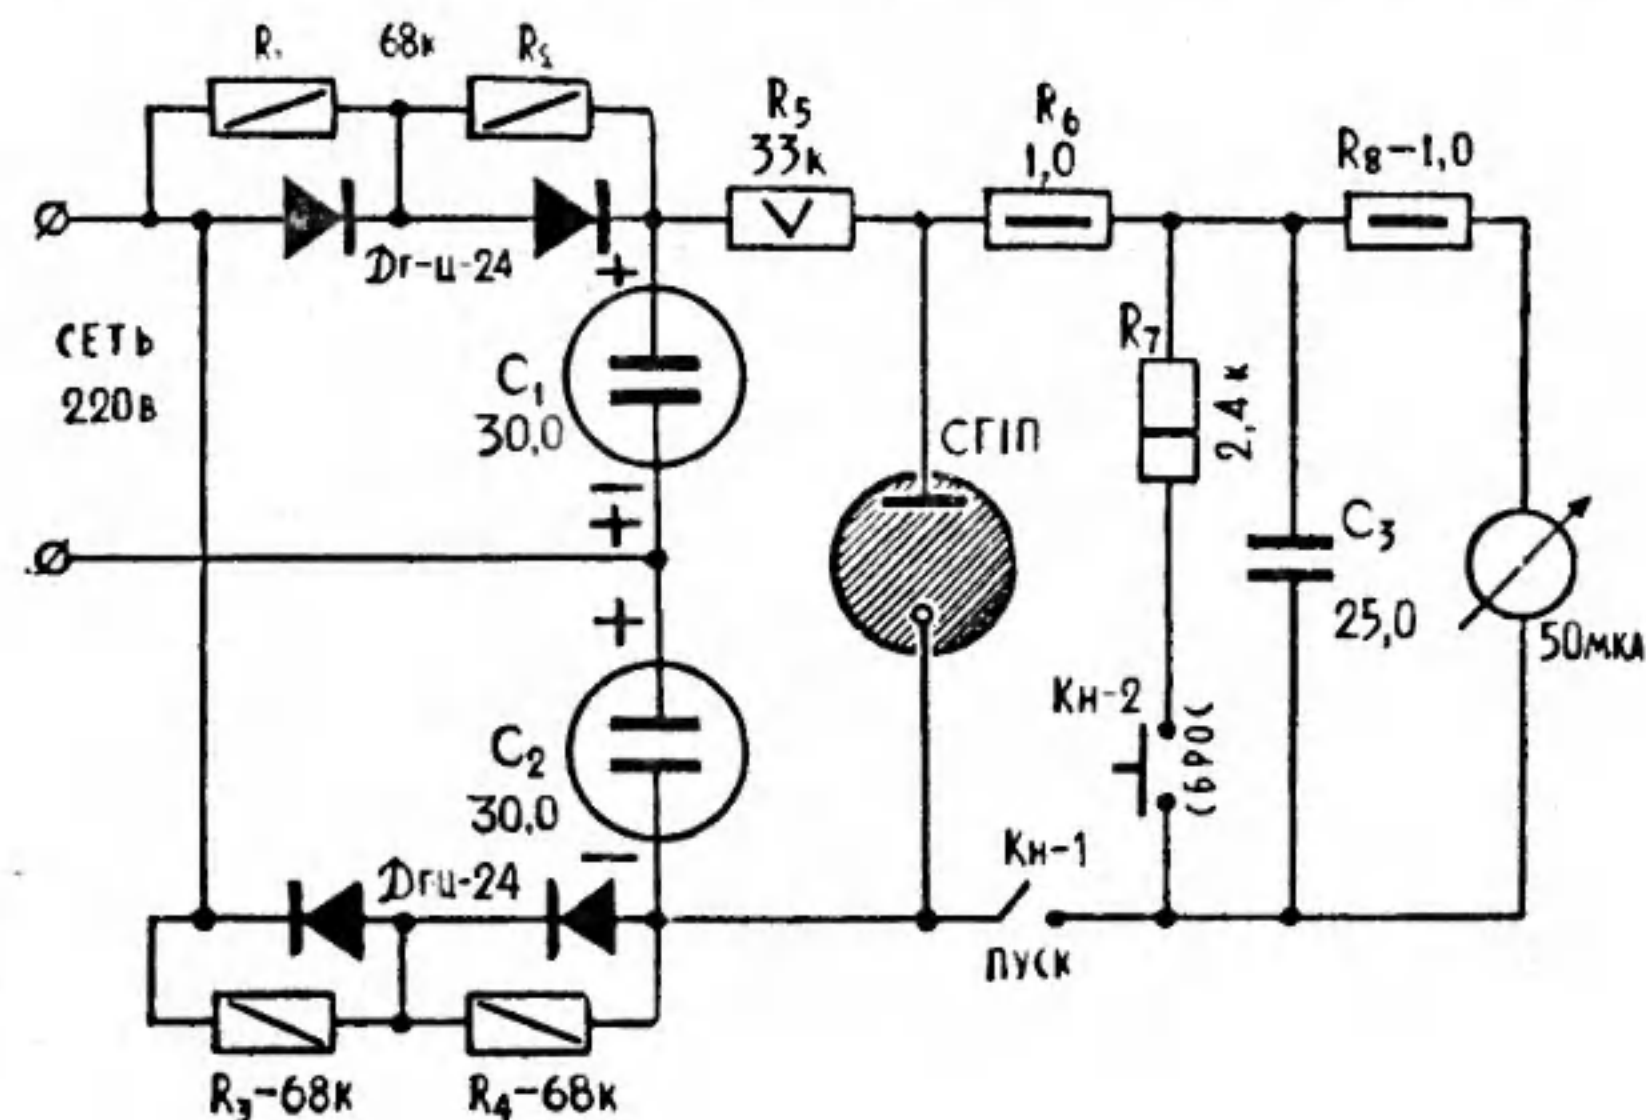 R1 68к R2
R5
33к
R6
1,0
R8-1,0
Дг-ц-24
+
СЕТЬ
220в
C1
30,0
−
+
R7
2,4 к
СГ1П
C3
25,0
50мка
+
Кн-2
СБРОС
C2
30,0
−
Дгц-24
Кн-1
ПУСК
R3-68к
R4-68к